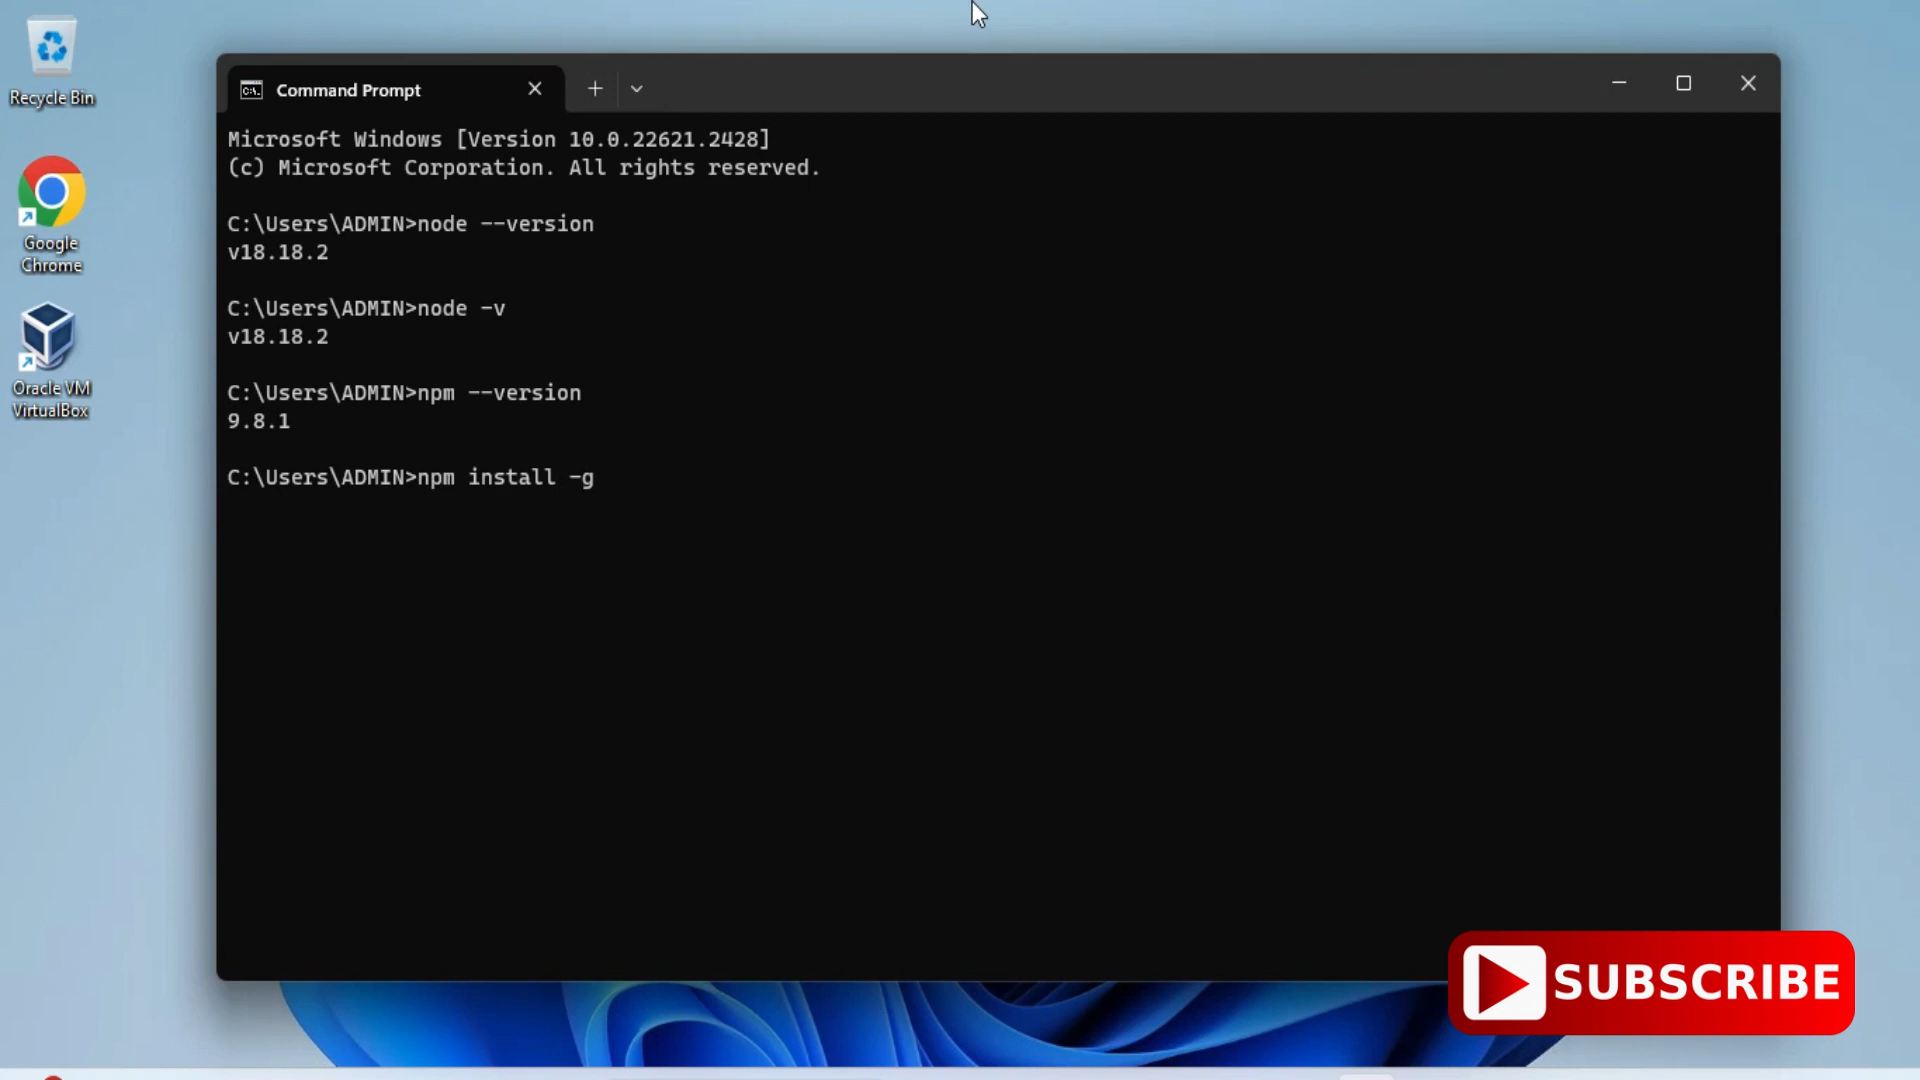 Recycle Bin
Google
Chrome
Oracle VM
VirtualBox
Command Prompt
Microsoft Windows [Version 10.0.22621.2428]
(c) Microsoft Corporation. All rights reserved.
C:\Users\ADMIN>node --version
v18.18.2
C:\Users\ADMIN>node -v
v18.18.2
C:\Users\ADMIN>npm --version
9.8.1
C:\Users\ADMIN>npm install -g
SUBSCRIBE